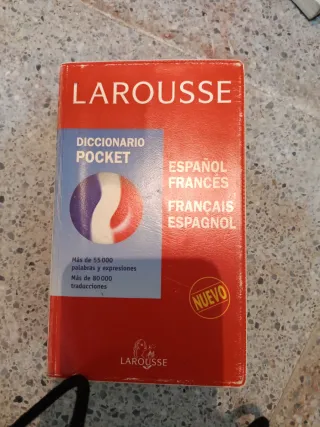 LAROUSSE
DICCIONARIO
POCKET
ESPAÑOL
FRANCÉS
FRANÇAIS
ESPAGNOL
Más de 55 000
palabras y expresiones
Más de 80 000
traducciones
NUEVO
LAROUSSE